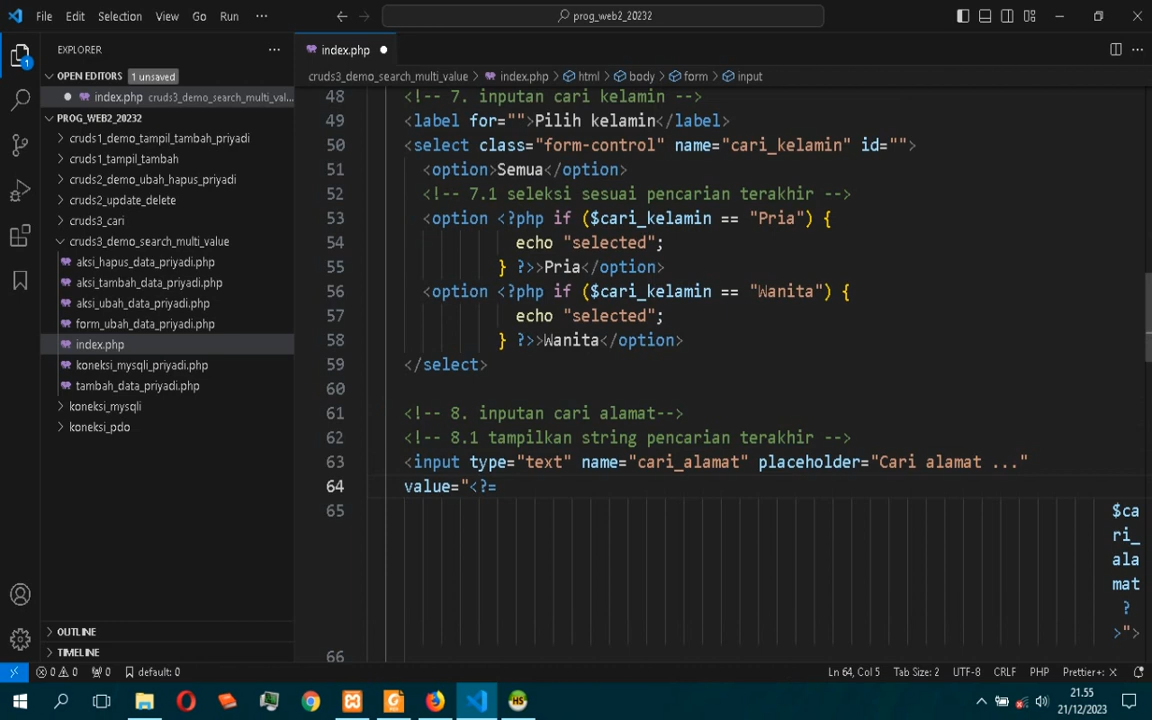 File Edit Selection View Go Run ··· prog_web2_20232
EXPLORER ···
index.php
OPEN EDITORS 1 unsaved
cruds3_demo_search_multi_value > index.php > html > body > form > input
index.php cruds3_demo_search_multi_val...
PROG_WEB2_20232
cruds1_demo_tampil_tambah_priyadi
cruds1_tampil_tambah
cruds2_demo_ubah_hapus_priyadi
cruds2_update_delete
cruds3_cari
cruds3_demo_search_multi_value
aksi_hapus_data_priyadi.php
aksi_tambah_data_priyadi.php
aksi_ubah_data_priyadi.php
form_ubah_data_priyadi.php
index.php
koneksi_mysqli_priyadi.php
tambah_data_priyadi.php
koneksi_mysqli
koneksi_pdo
OUTLINE
TIMELINE
48 <!-- 7. inputan cari kelamin -->
49 <label for="">Pilih kelamin</label>
50 <select class="form-control" name="cari_kelamin" id="">
51 <option>Semua</option>
52 <!-- 7.1 seleksi sesuai pencarian terakhir -->
53 <option <?php if ($cari_kelamin == "Pria") {
54 echo "selected";
55 } ?>>Pria</option>
56 <option <?php if ($cari_kelamin == "Wanita") {
57 echo "selected";
58 } ?>>Wanita</option>
59 </select>
60
61 <!-- 8. inputan cari alamat-->
62 <!-- 8.1 tampilkan string pencarian terakhir -->
63 <input type="text" name="cari_alamat" placeholder="Cari alamat ..."
64 value="<?=
65 $ca
ri_
ala
mat
?
>">
66
0 0 0 default: 0 Ln 64, Col 5 Tab Size: 2 UTF-8 CRLF PHP Prettier+: ×
21.55
21/12/2023